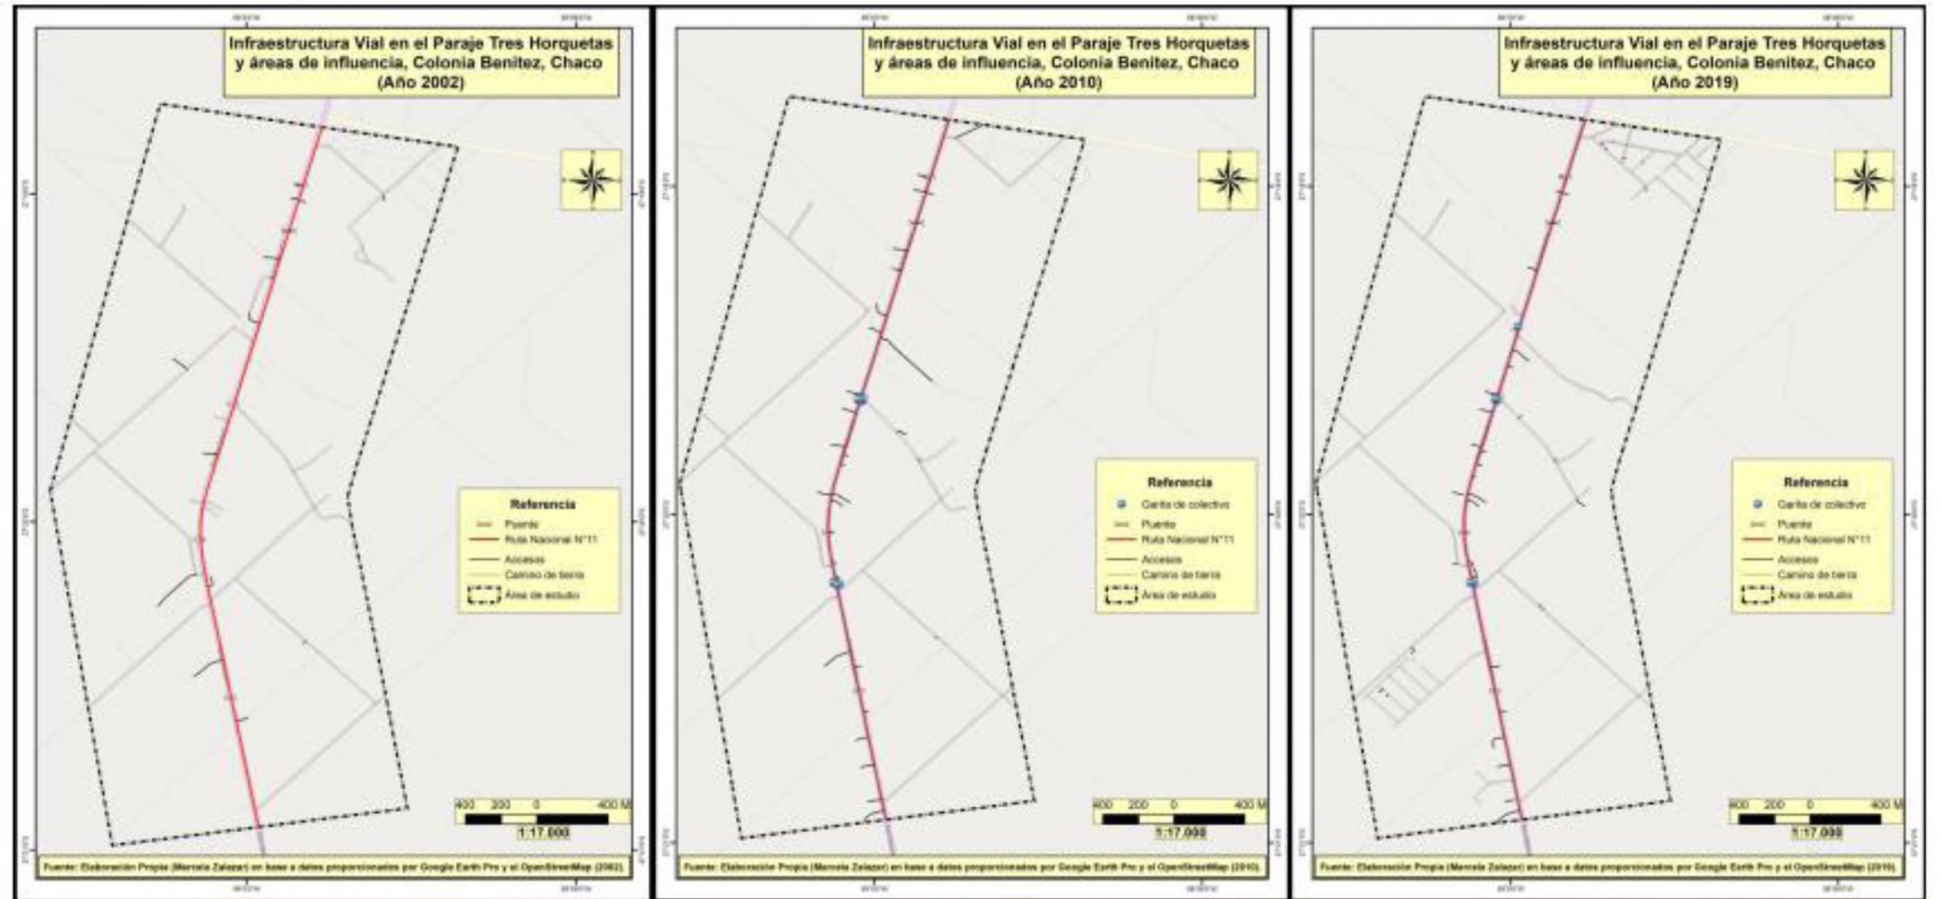 Infraestructura Vial en el Paraje Tres Horquetas
y áreas de influencia, Colonia Benítez, Chaco
(Año 2002)
Referencia
Puente
Ruta Nacional N°11
Accesos
Camino de tierra
Área de estudio
400 200 0 400 M
1:17.000
Fuente: Elaboración Propia (Marcela Zalazar) en base a datos proporcionados por Google Earth Pro y el OpenStreetMap (2002).
Infraestructura Vial en el Paraje Tres Horquetas
y áreas de influencia, Colonia Benítez, Chaco
(Año 2010)
Referencia
Garita de colectivo
Puente
Ruta Nacional N°11
Accesos
Camino de tierra
Área de estudio
400 200 0 400 M
1:17.000
Fuente: Elaboración Propia (Marcela Zalazar) en base a datos proporcionados por Google Earth Pro y el OpenStreetMap (2010).
Infraestructura Vial en el Paraje Tres Horquetas
y áreas de influencia, Colonia Benítez, Chaco
(Año 2019)
Referencia
Garita de colectivo
Puente
Ruta Nacional N°11
Accesos
Camino de tierra
Área de estudio
400 200 0 400 M
1:17.000
Fuente: Elaboración Propia (Marcela Zalazar) en base a datos proporcionados por Google Earth Pro y el OpenStreetMap (2019).